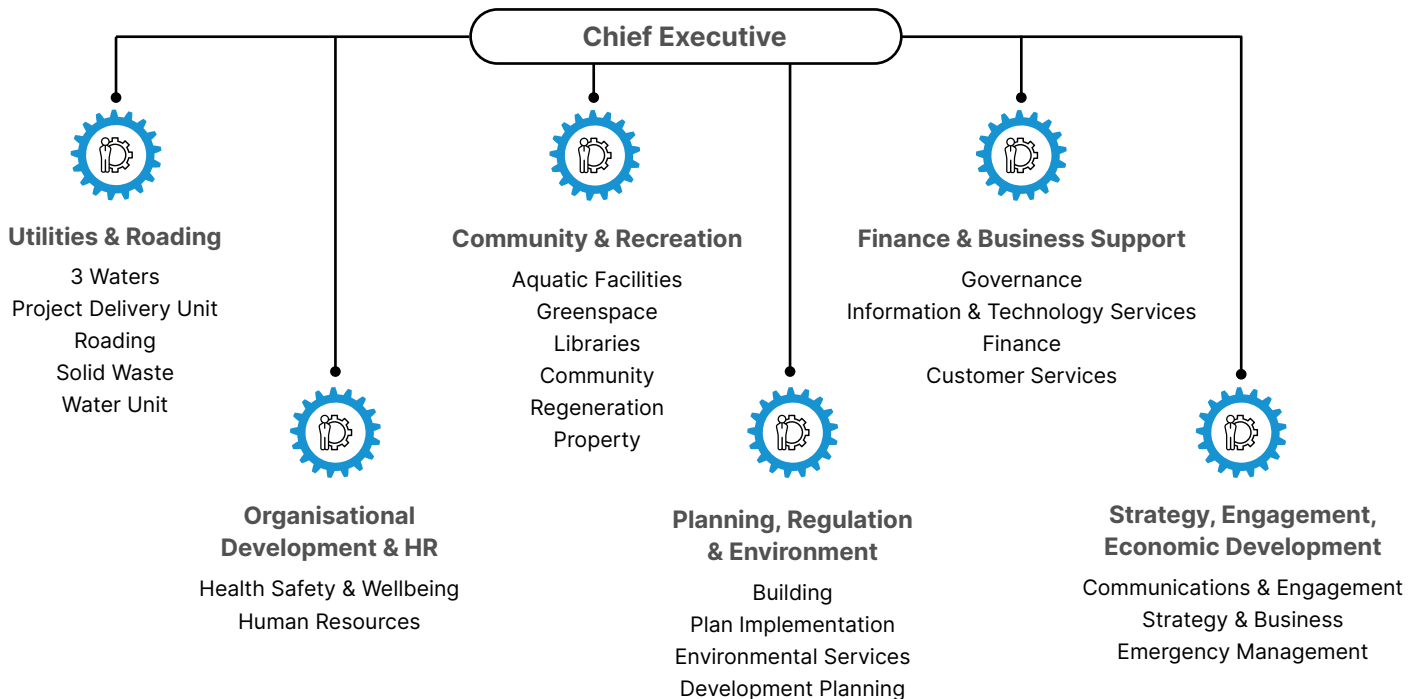 Chief Executive
Utilities & Roading
3 Waters
Project Delivery Unit
Roading
Solid Waste
Water Unit
Organisational
Development & HR
Health Safety & Wellbeing
Human Resources
Community & Recreation
Aquatic Facilities
Greenspace
Libraries
Community
Regeneration
Property
Planning, Regulation
& Environment
Building
Plan Implementation
Environmental Services
Development Planning
Finance & Business Support
Governance
Information & Technology Services
Finance
Customer Services
Strategy, Engagement,
Economic Development
Communications & Engagement
Strategy & Business
Emergency Management